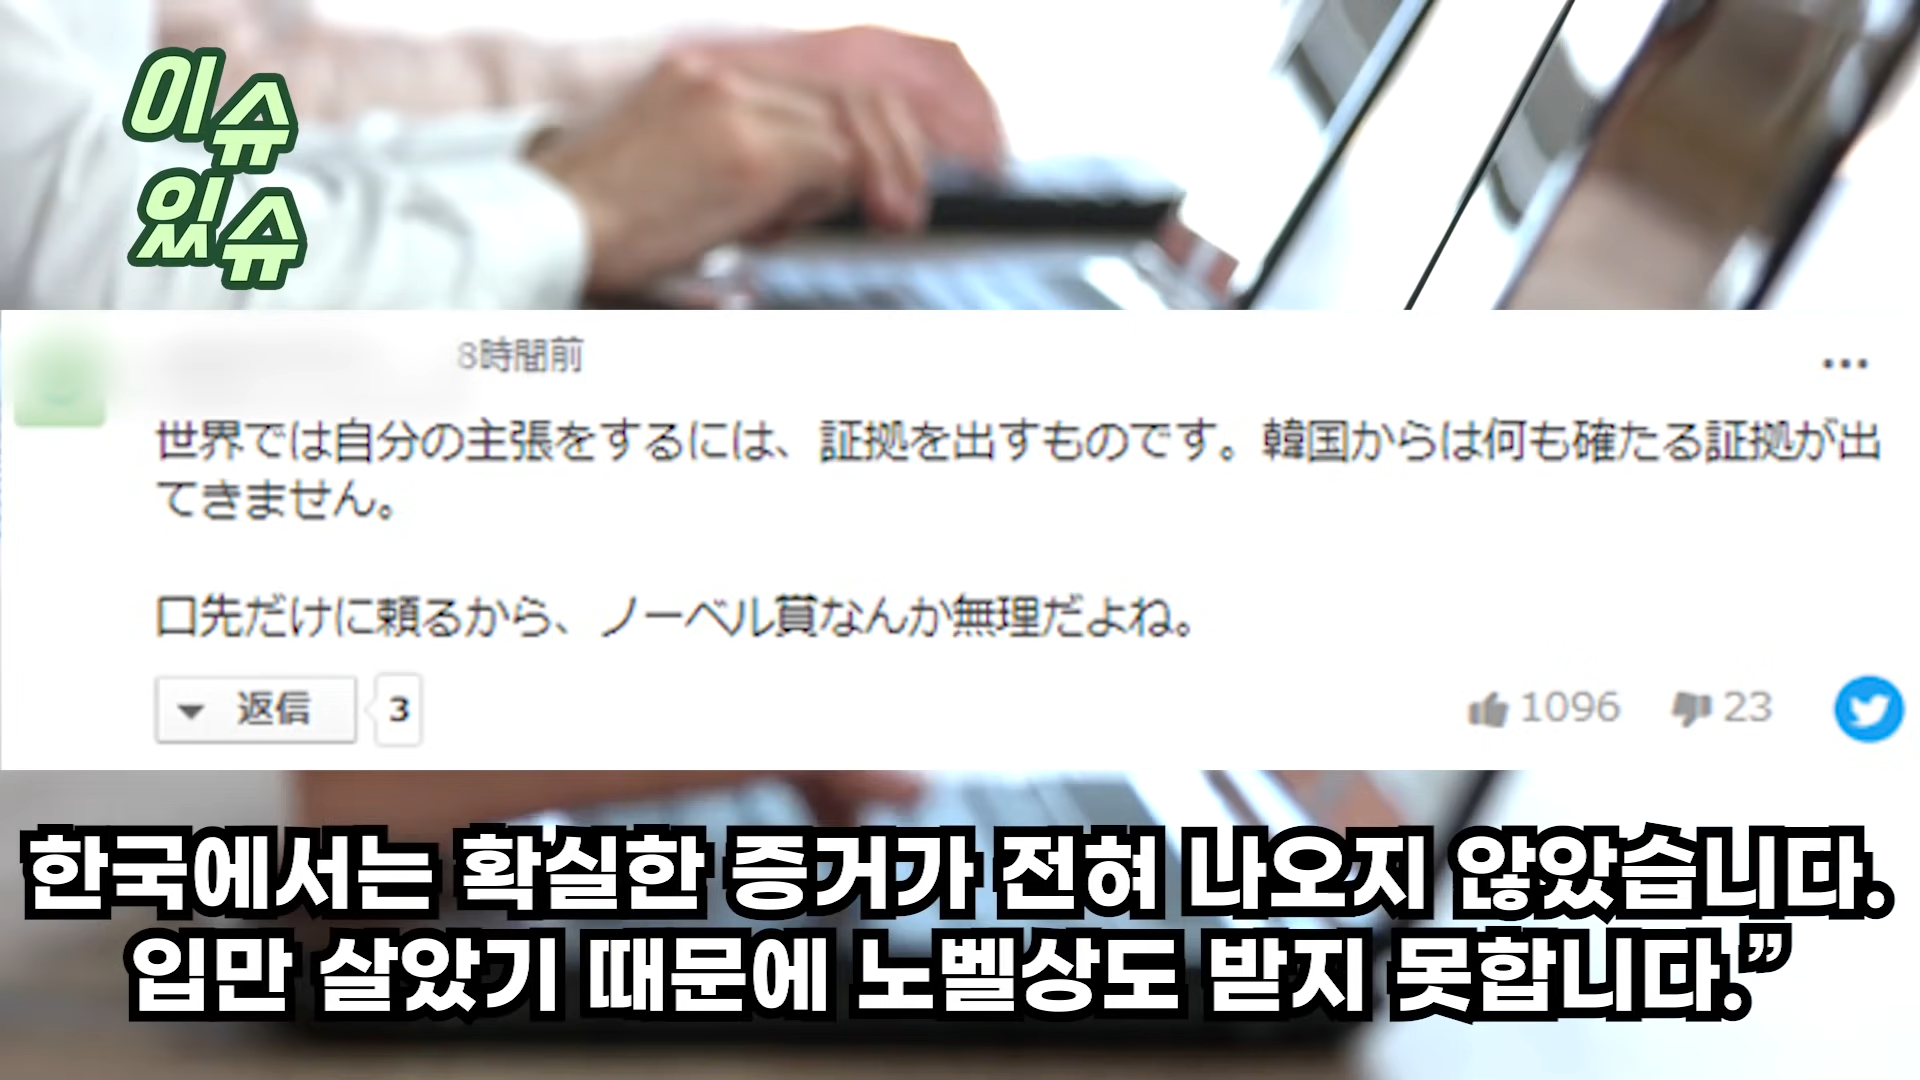 이슈
있슈
8時間前
世界では自分の主張をするには、証拠を出すものです。韓国からは何も確たる証拠が出
てきません。
口先だけに頼るから、ノーベル賞なんか無理だよね。
返信 3
1096 23
한국에서는 확실한 증거가 전혀 나오지 않았습니다.
입만 살았기 때문에 노벨상도 받지 못합니다.”